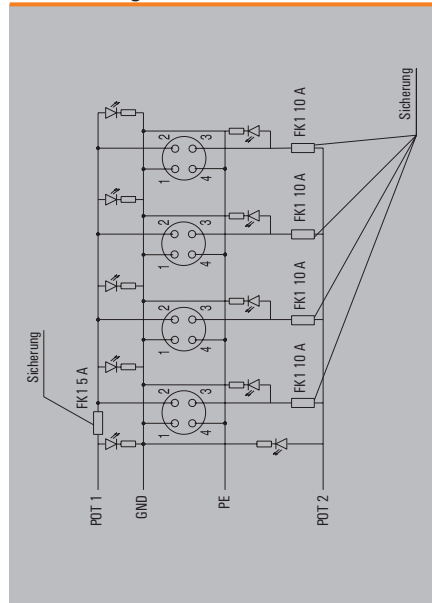 Sicherung
FK1 5 A
POT 1
GND
1 2 1 2 1 2 1 2
4 3 4 3 4 3 4 3
PE
FK1 10 A FK1 10 A FK1 10 A FK1 10 A
POT 2
Sicherung